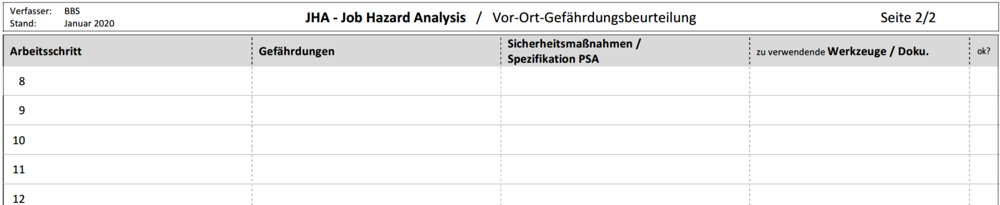 Verfasser: BBS
Stand: Januar 2020
JHA - Job Hazard Analysis / Vor-Ort-Gefährdungsbeurteilung
Seite 2/2
Arbeitsschritt
Gefährdungen
Sicherheitsmaßnahmen /
Spezifikation PSA
zu verwendende Werkzeuge / Doku.
ok?
8
9
10
11
12